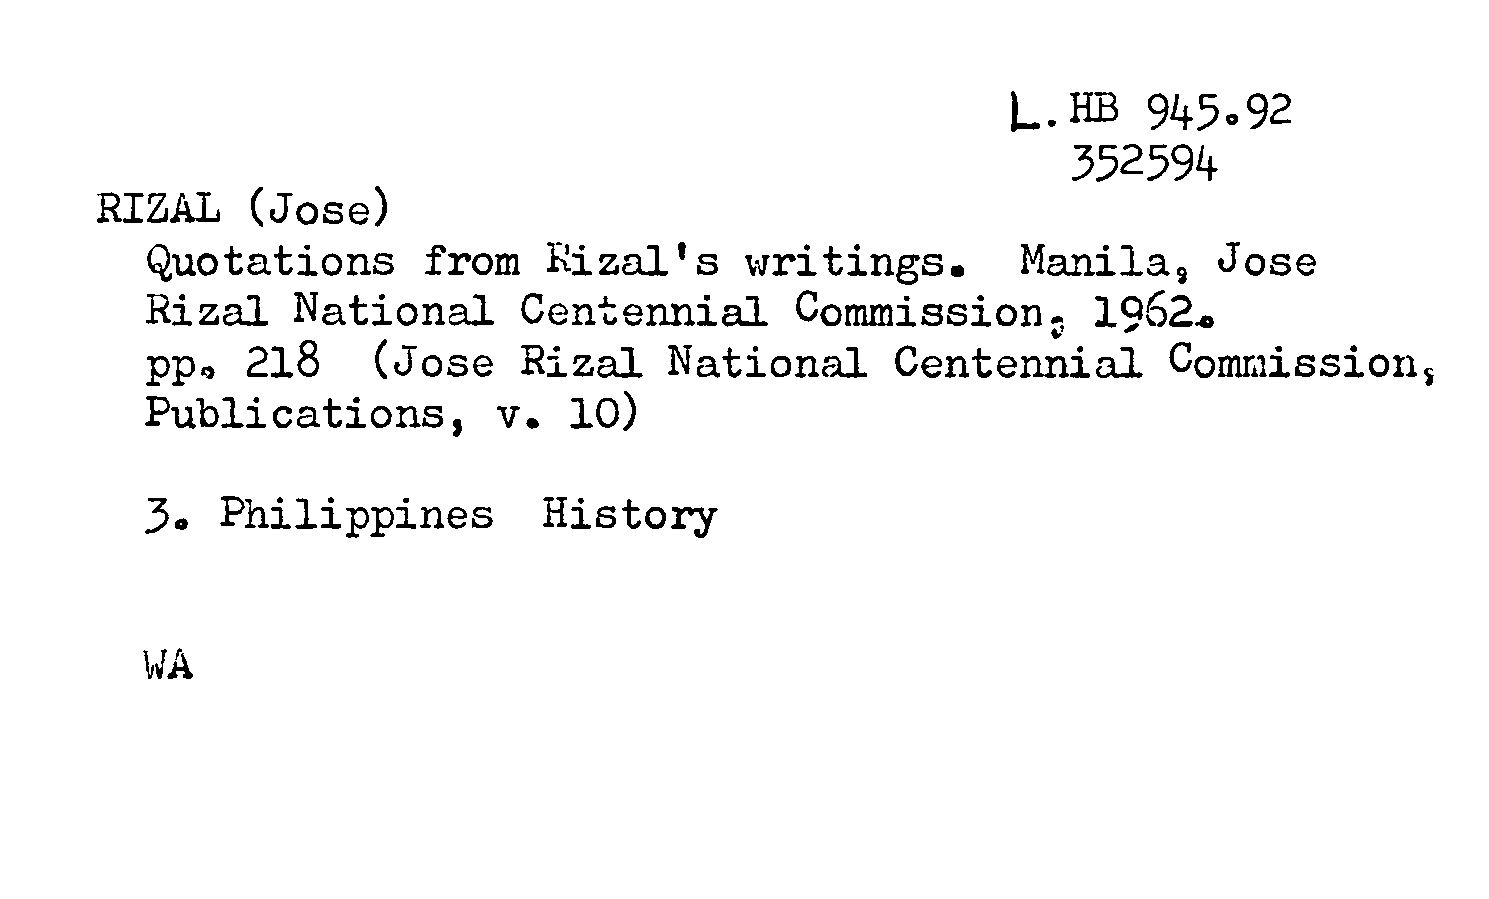 L. HB 945.92
352594
RIZAL (Jose)
Quotations from Rizal's writings. Manila, Jose
Rizal National Centennial Commission, 1962.
pp. 218 (Jose Rizal National Centennial Commission,
Publications, v. 10)
3. Philippines History
WA